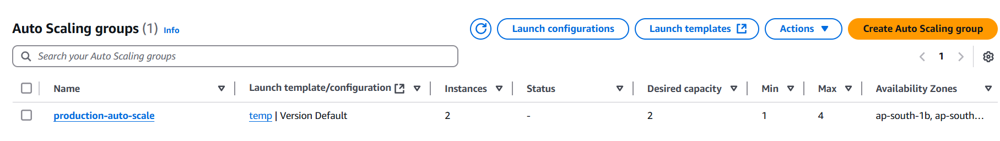 Auto Scaling groups (1) Info
Launch configurations
Launch templates
Actions
Create Auto Scaling group
Search your Auto Scaling groups
1
Name Launch template/configuration Instances Status Desired capacity Min Max Availability Zones
production-auto-scale temp | Version Default 2 - 2 1 4 ap-south-1b, ap-south...